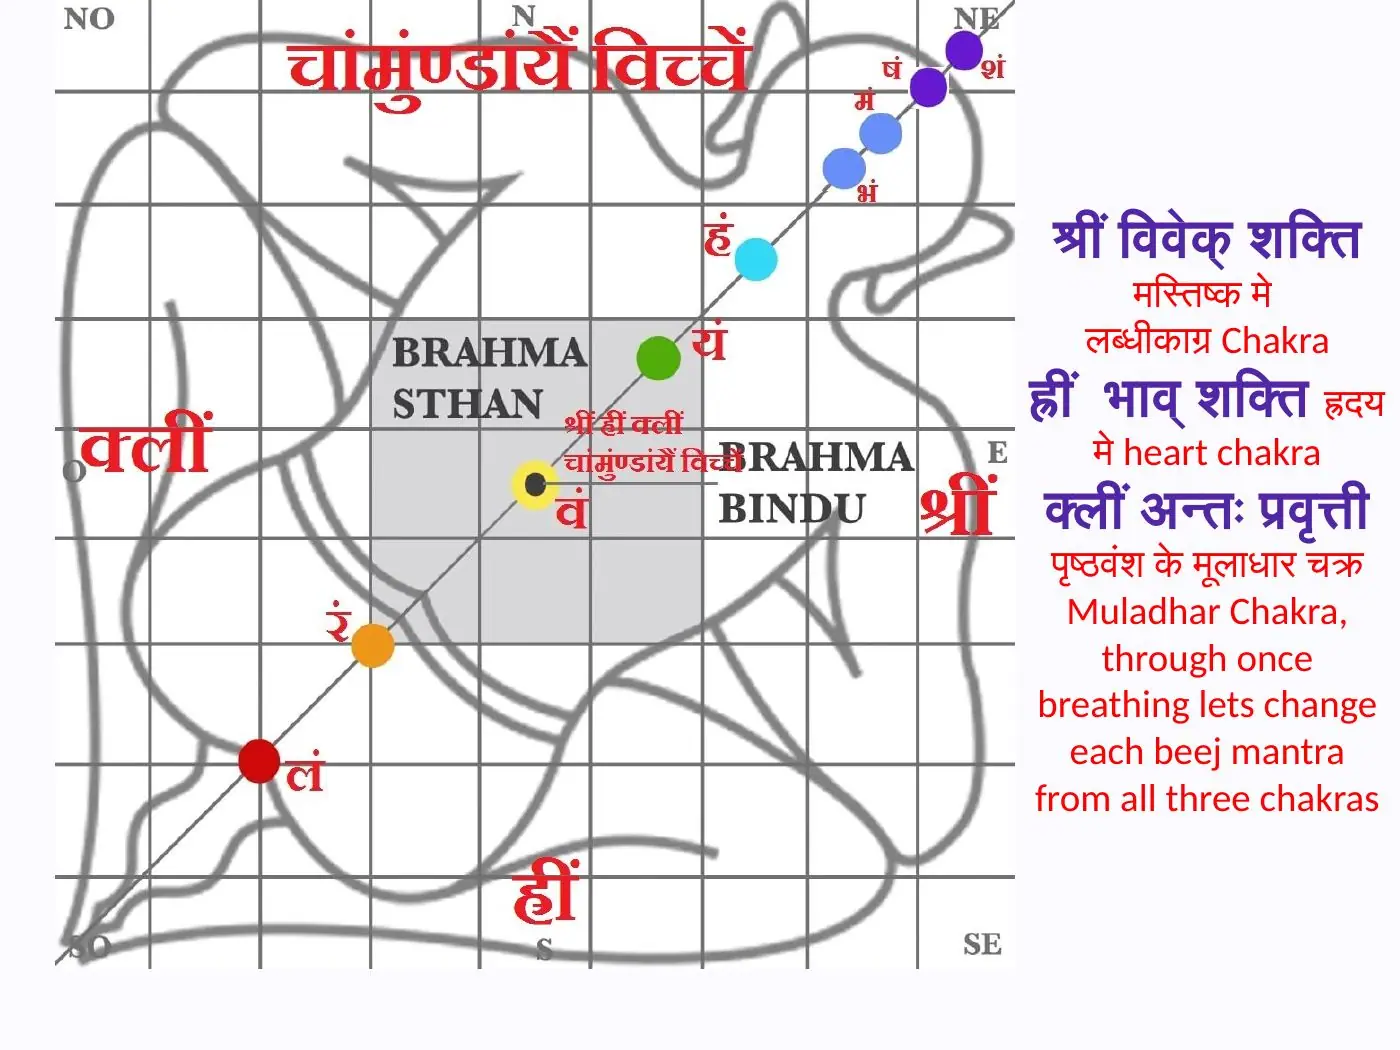 NO
N
NE
चांमुंण्डांयैं विच्चें
षं
शं
मं
भं
हं
यं
BRAHMA
STHAN
श्रीं ह्रीं क्लीं
चांमुंण्डांयैं विच्चें
वं
BRAHMA
BINDU
क्लीं
O
E
श्रीं
रं
लं
ह्रीं
SO
S
SE
श्रीं विवेक् शक्ति
मस्तिष्क मे
लब्धीकाग्र Chakra
ह्रीं भाव् शक्ति ह्रदय
मे heart chakra
क्लीं अन्तः प्रवृत्ती
पृष्ठवंश के मूलाधार चक्र
Muladhar Chakra,
through once
breathing lets change
each beej mantra
from all three chakras